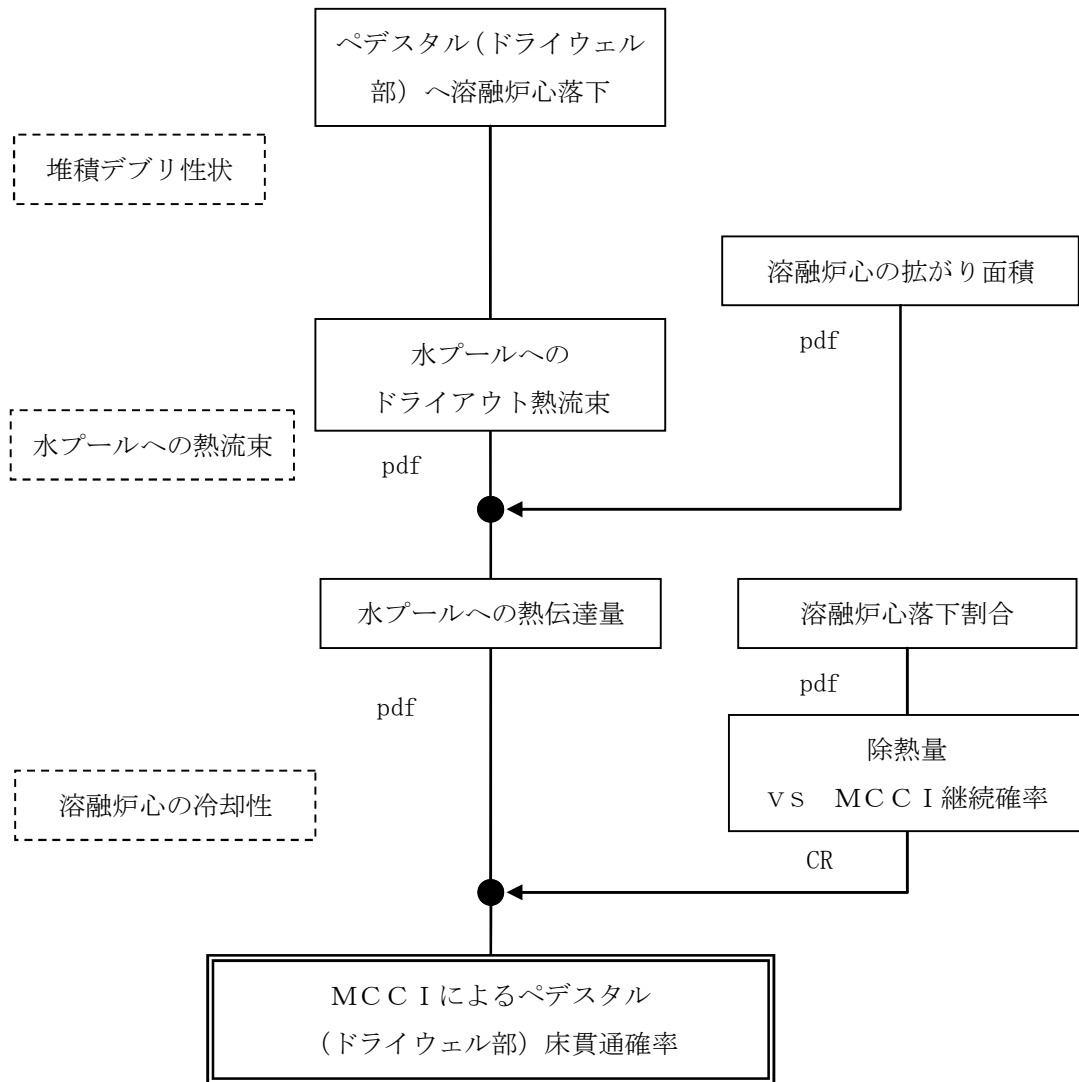 ペデスタル(ドライウェル
部)へ溶融炉心落下
堆積デブリ性状
溶融炉心の拡がり面積
pdf
水プールへの
ドライアウト熱流束
水プールへの熱流束
pdf
水プールへの熱伝達量
溶融炉心落下割合
pdf
pdf
除熱量
VS MCCI継続確率
溶融炉心の冷却性
CR
MCCIによるペデスタル
(ドライウェル部)床貫通確率